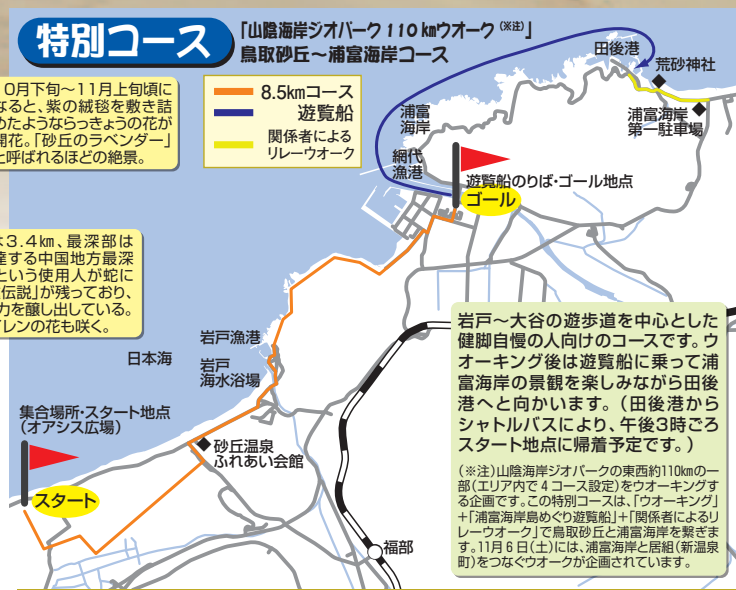 特別コース
「山陰海岸ジオパーク110kmウオーク(※注)」
鳥取砂丘～浦富海岸コース
0月下旬～11月上旬頃に
なると、紫の絨毯を敷き詰
めたようならっきょうの花が
開花。「砂丘のラベンダー」
と呼ばれるほどの絶景。
8.5kmコース
遊覧船
関係者による
リレーウオーク
田後港
荒砂神社
浦富海岸
第一駐車場
浦富
海岸
網代
漁港
遊覧船のりば・ゴール地点
ゴール
3.4km、最深部は
達する中国地方最深
という使用人が蛇に
伝説」が残っており、
力を醸し出している。
イレンの花も咲く。
岩戸漁港
岩戸
海水浴場
日本海
集合場所・スタート地点
(オアシス広場)
スタート
砂丘温泉
ふれあい会館
福部
岩戸～大谷の遊歩道を中心とした
健脚自慢の人向けのコースです。ウ
オーキング後は遊覧船に乗って浦
富海岸の景観を楽しみながら田後
港へと向かいます。(田後港から
シャトルバスにより、午後3時ごろ
スタート地点に帰着予定です。)
(※注)山陰海岸ジオパークの東西約110kmの一
部(エリア内で4コース設定)をウオーキングす
る企画です。この特別コースは、「ウオーキング」
+「浦富海岸島めぐり遊覧船」+「関係者によるリ
レーウオーク」で鳥取砂丘と浦富海岸を繋ぎま
す。11月6日(土)には、浦富海岸と居組(新温泉
町)をつなぐウオークが企画されています。